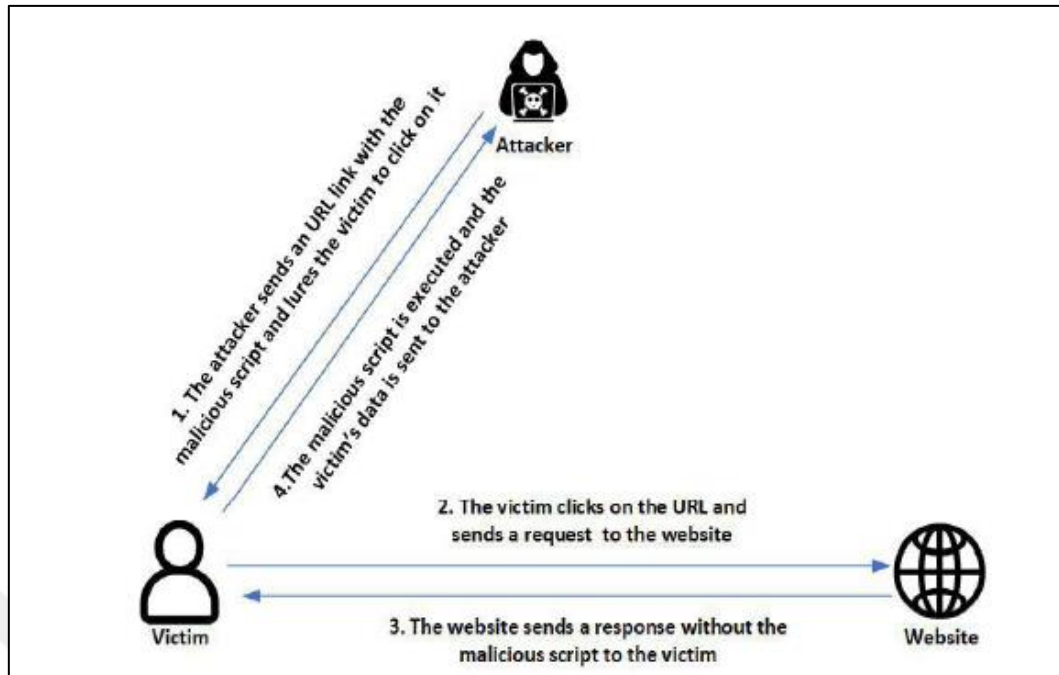 Attacker
1. The attacker sends an URL link with the
malicious script and lures the victim to click on it
4.The malicious script is executed and the
victim's data is sent to the attacker
2. The victim clicks on the URL and
sends a request to the website
3. The website sends a response without the
malicious script to the victim
Victim
Website